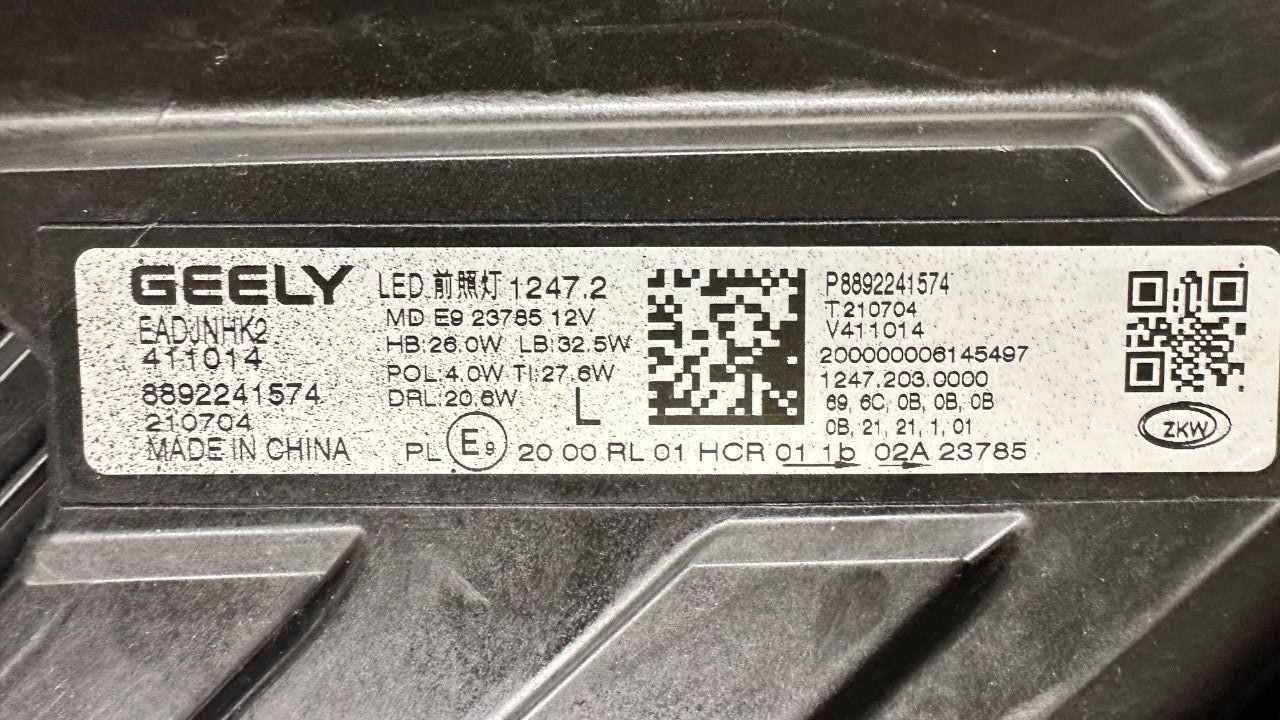 GEELY
EADJNHK2
411014
8892241574
210704
MADE IN CHINA
LED 前照灯 1247.2
MD E9 23785 12V
HB:26.0W LB:32.5W
POL:4.0W TI:27.6W
DRL:20.6W
L
PL E9 20 00 RL 01 HCR 01 1b 02A 23785
P8892241574
T210704
V411014
200000006145497
1247.203.0000
69, 6C, 0B, 0B, 0B
0B, 21, 21, 1, 01
ZKW